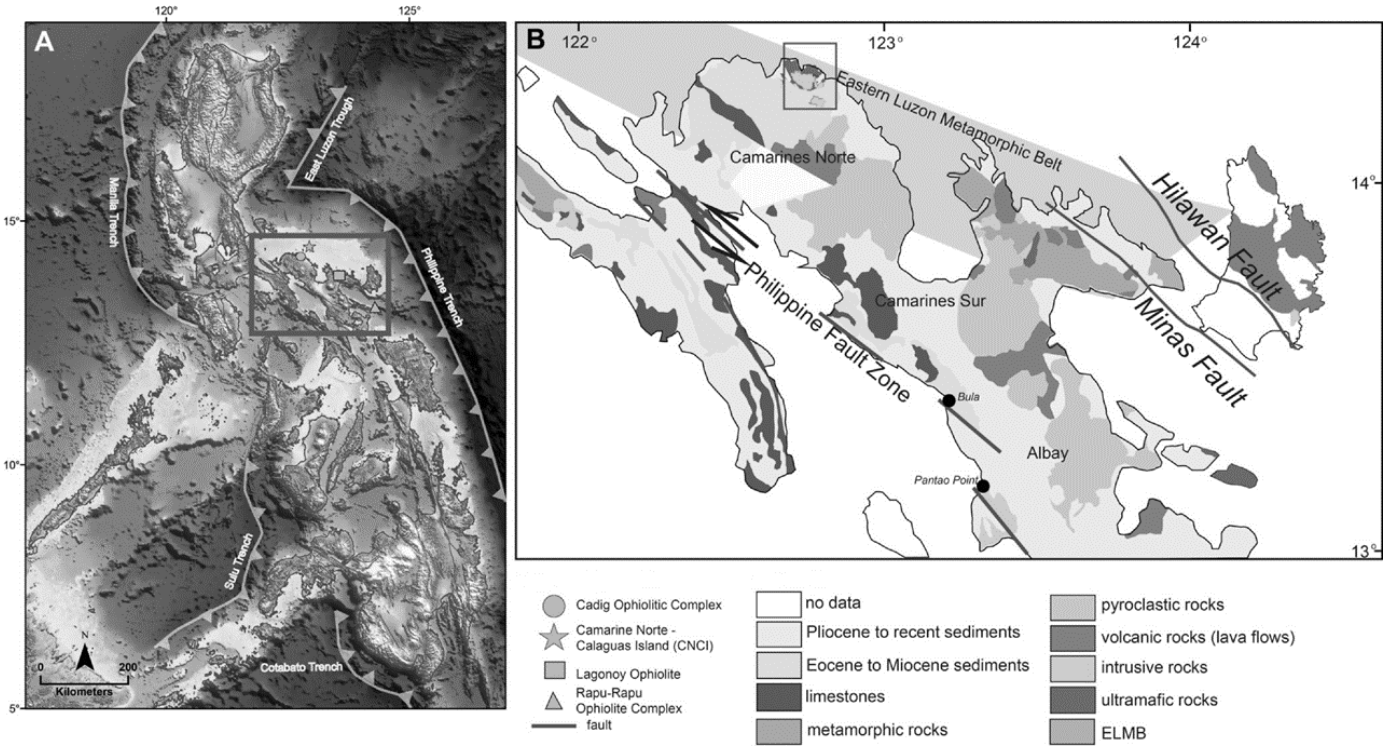 120°
125°
A
East Luzon Trough
Manila Trench
15°
Philippine Trench
10°
Sulu Trench
N
0 200
Kilometers
Cotabato Trench
5°
B
122°
123°
124°
Eastern Luzon Metamorphic Belt
Camarines Norte
14°
Hilawan Fault
Philippine Fault Zone
Camarines Sur
Minas Fault
Bula
Albay
Pantao Point
13°
Cadig Ophiolitic Complex
Camarine Norte -
Calaguas Island (CNCI)
Lagonoy Ophiolite
Rapu-Rapu
Ophiolite Complex
fault
no data
Pliocene to recent sediments
Eocene to Miocene sediments
limestones
metamorphic rocks
pyroclastic rocks
volcanic rocks (lava flows)
intrusive rocks
ultramafic rocks
ELMB